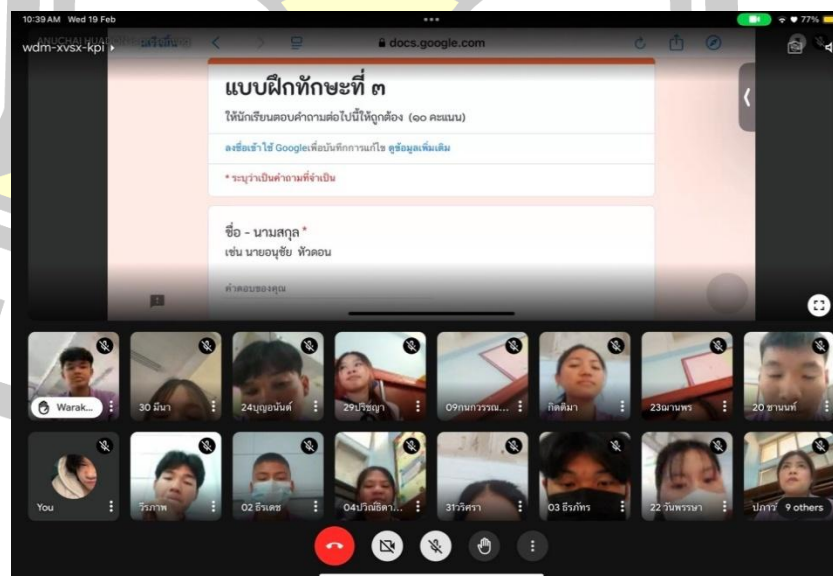 10:39 AM Wed 19 Feb
77%
wdm-xvsx-kpi
docs.google.com
แบบฝึกทักษะที่ ๓
ให้นักเรียนตอบคำถามต่อไปนี้ให้ถูกต้อง (๑๐ คะแนน)
ลงชื่อเข้าใช้ Googleเพื่อบันทึกการแก้ไข ดูข้อมูลเพิ่มเติม
* ระบุว่าเป็นคำถามที่จำเป็น
ชื่อ - นามสกุล *
เช่น นายอนุชัย หัวดอน
คำตอบของคุณ
Warak...
30 มีนา
24บุญอนันต์
29ปริชญา
09กนกวรรณ...
กิตติมา
23ฌานพร
20 ชานนท์
You
วีรภาพ
02 ธีรเดช
04ปวัณธิดา...
31วริศรา
03 ธีรภัทร
22 วันพรรษา
ปภาวี 9 others